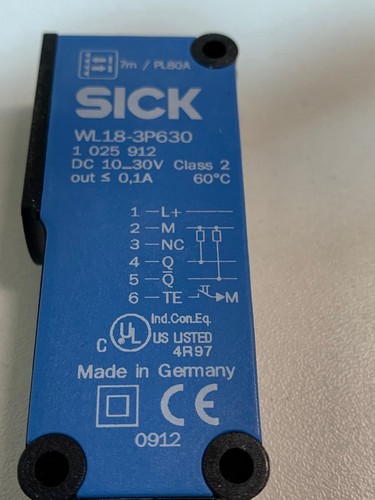 7m / PL80A
SICK
WL18-3P630
1 025 912
DC 10...30V Class 2
out ≤ 0,1A 60°C
1 L+
2 M
3 NC
4 Q
5 Q̅
6 TE M
Ind.Con.Eq.
C UL US LISTED
4R97
Made in Germany
CE
0912